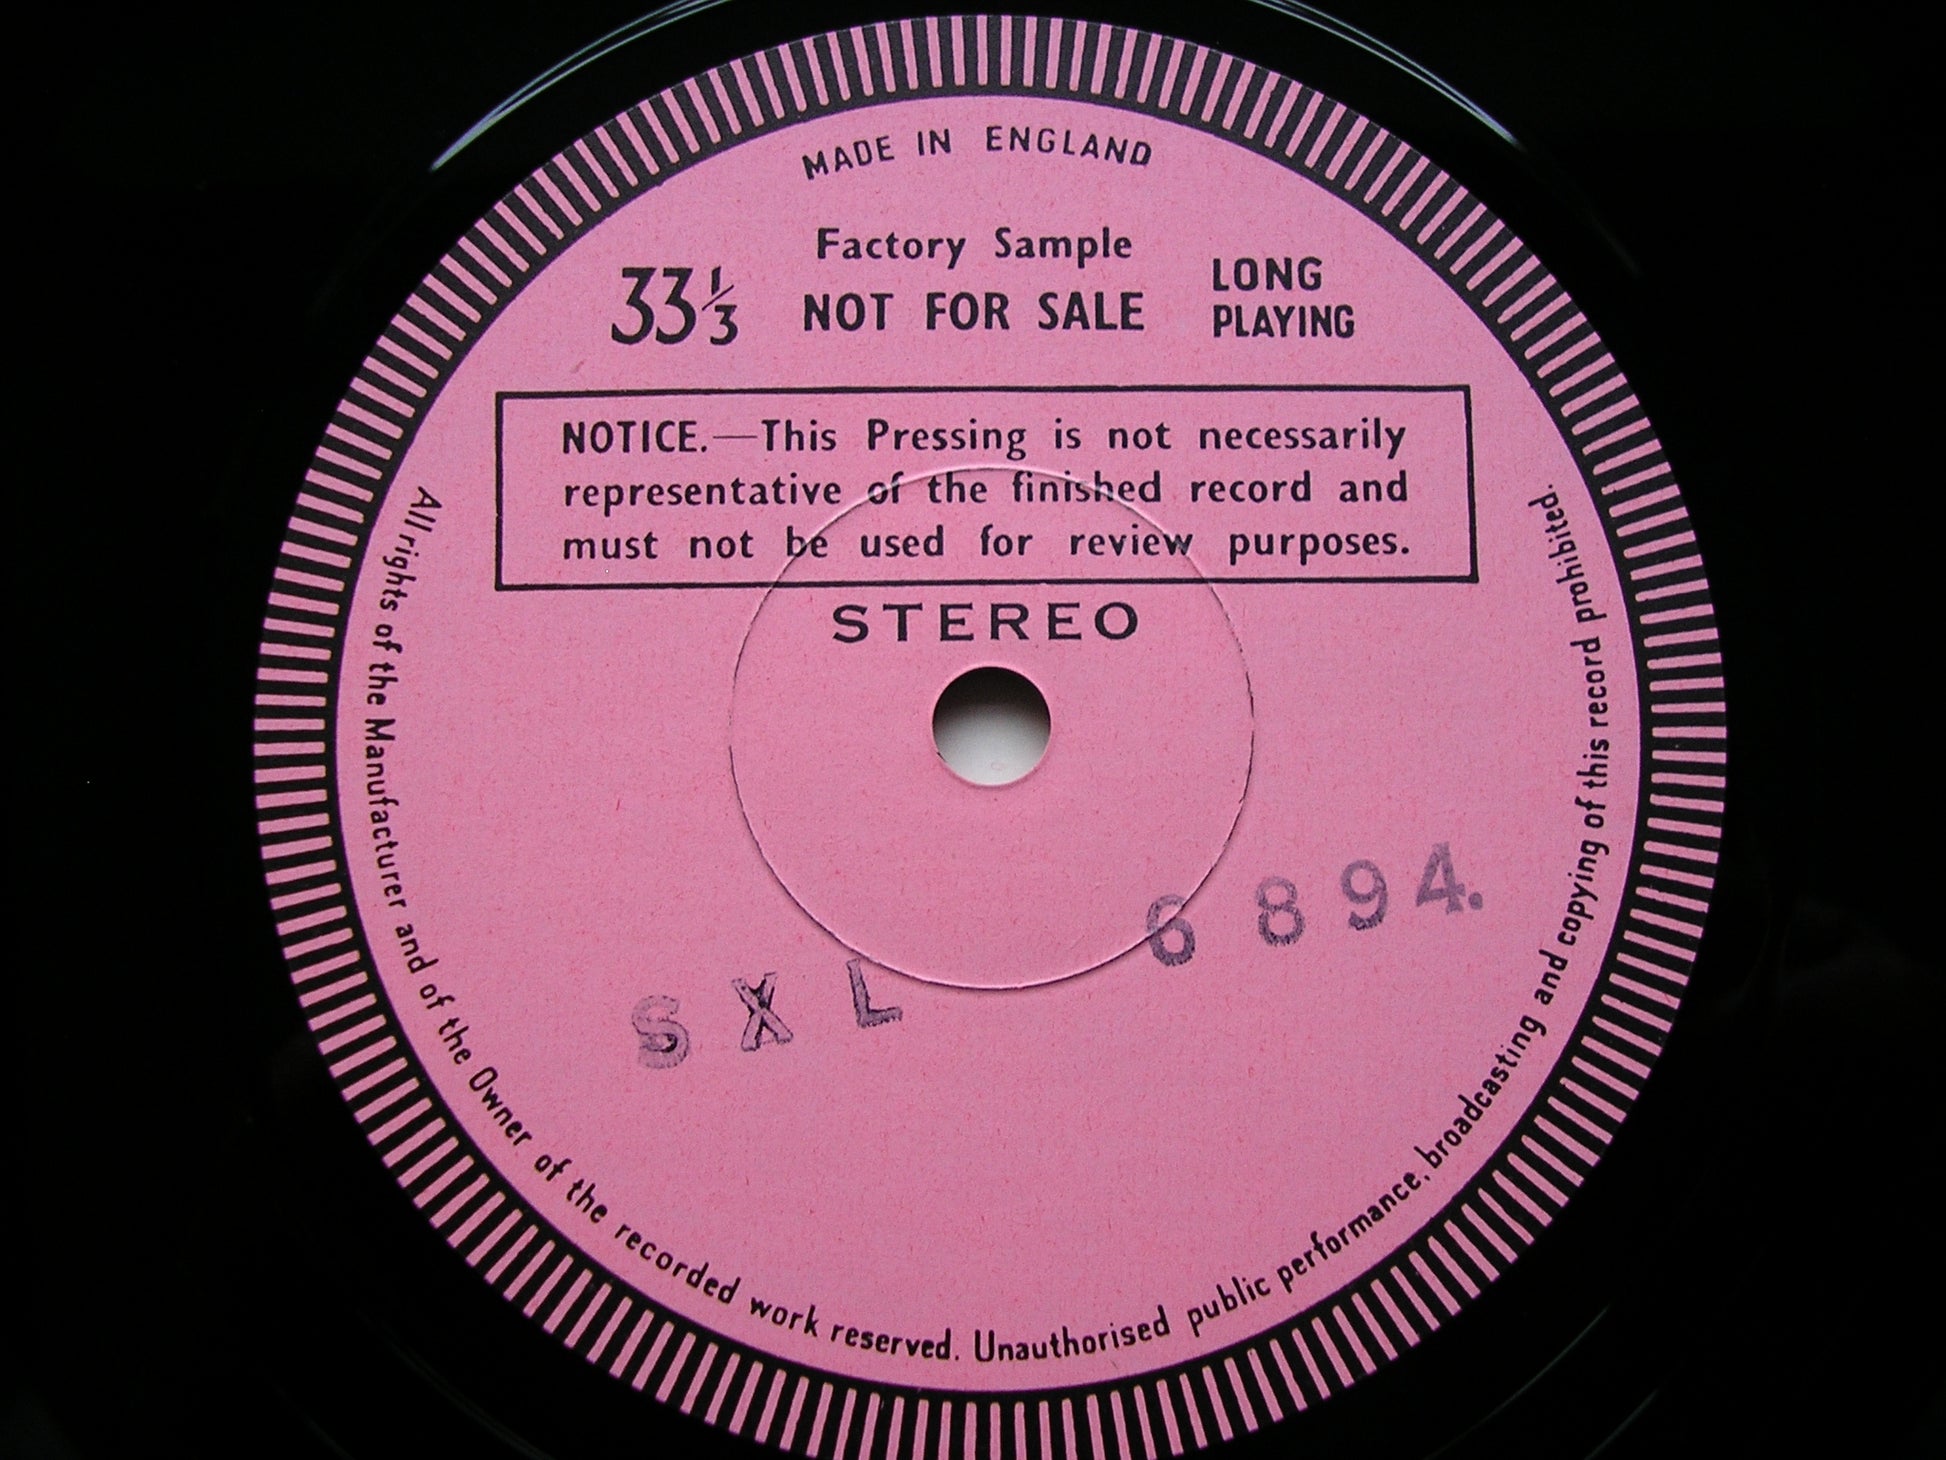 MADE IN ENGLAND
Factory Sample
33 1/3
NOT FOR SALE
LONG
PLAYING
NOTICE.—This Pressing is not necessarily
representative of the finished record and
must not be used for review purposes.
STEREO
SXL 6894.
All rights of the Manufacturer and of the Owner of the recorded work reserved. Unauthorised public performance, broadcasting and copying of this record prohibited.